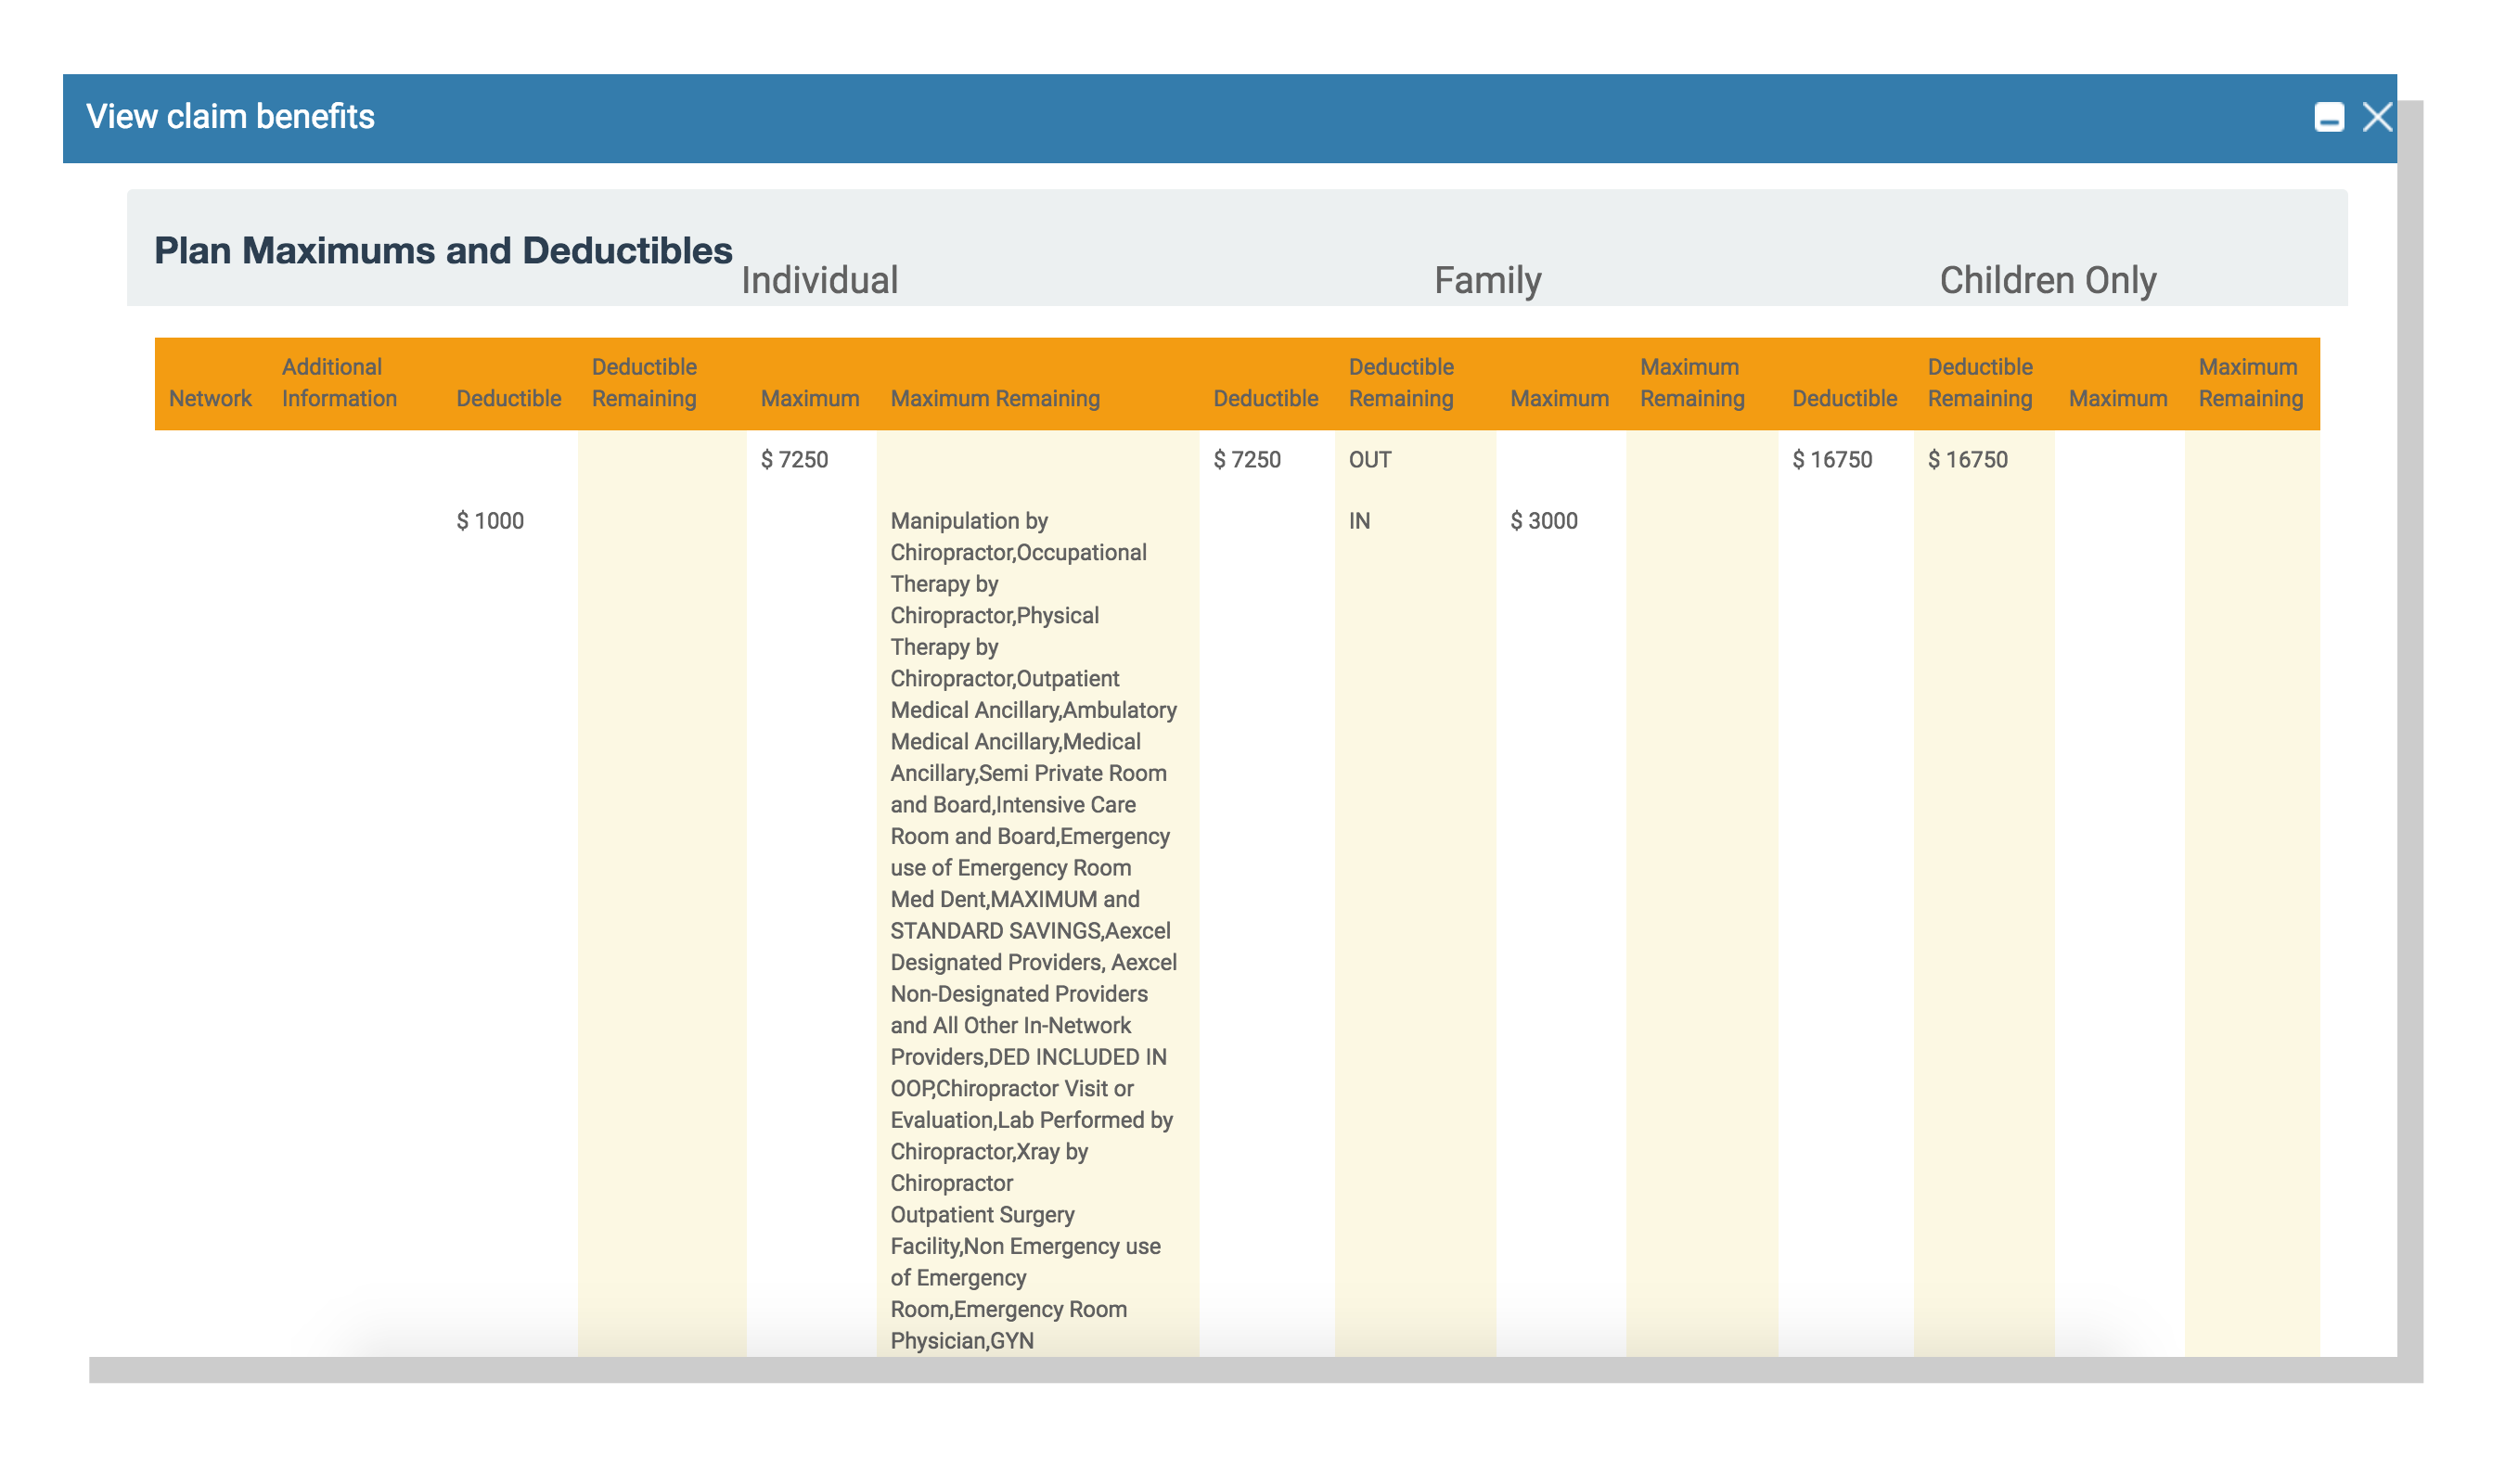 View claim benefits
Plan Maximums and Deductibles
Individual Family Children Only
Network Additional Information Deductible Deductible Remaining Maximum Maximum Remaining Deductible Deductible Remaining Maximum Maximum Remaining Deductible Deductible Remaining Maximum Maximum Remaining
$ 7250 $ 7250 OUT $ 16750 $ 16750
$ 1000 Manipulation by IN $ 3000
Chiropractor,Occupational
Therapy by
Chiropractor,Physical
Therapy by
Chiropractor,Outpatient
Medical Ancillary,Ambulatory
Medical Ancillary,Medical
Ancillary,Semi Private Room
and Board,Intensive Care
Room and Board,Emergency
use of Emergency Room
Med Dent,MAXIMUM and
STANDARD SAVINGS,Aexcel
Designated Providers, Aexcel
Non-Designated Providers
and All Other In-Network
Providers,DED INCLUDED IN
OOP,Chiropractor Visit or
Evaluation,Lab Performed by
Chiropractor,Xray by
Chiropractor
Outpatient Surgery
Facility,Non Emergency use
of Emergency
Room,Emergency Room
Physician,GYN